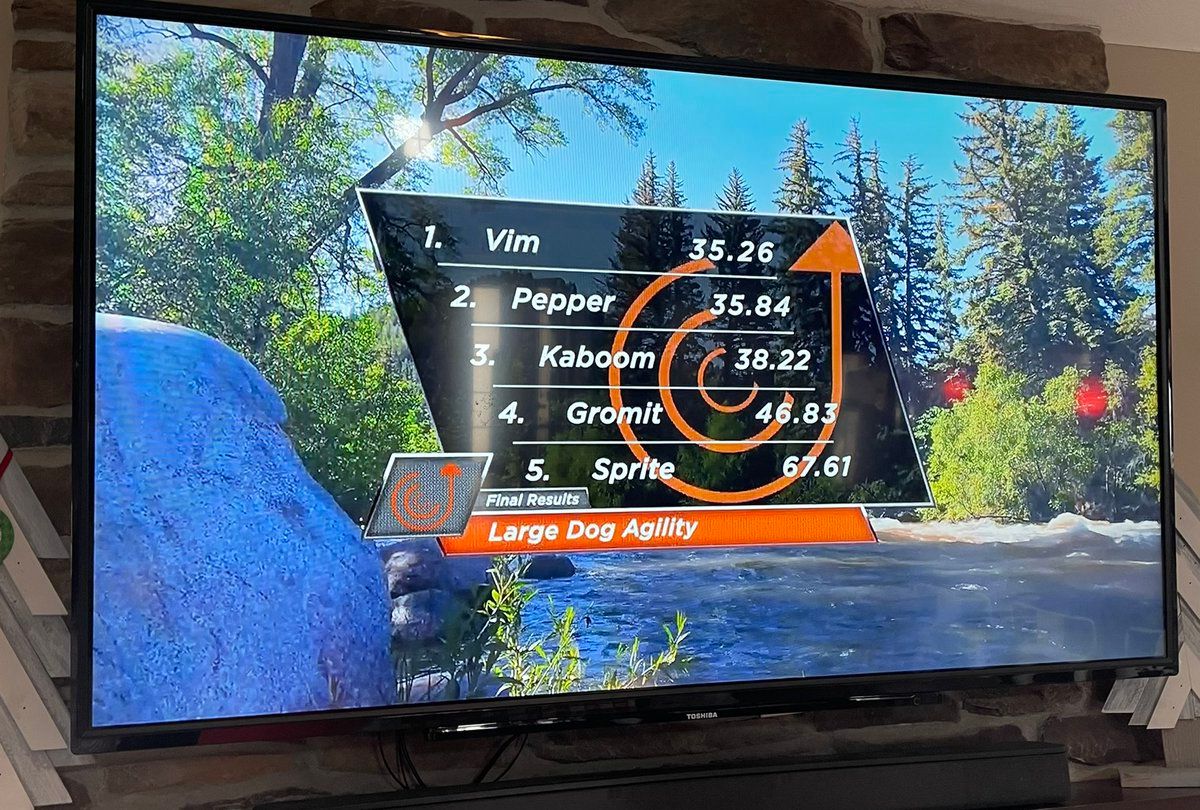 1. Vim 35.26
2. Pepper 35.84
3. Kaboom 38.22
4. Gromit 46.83
5. Sprite 67.61
Final Results
Large Dog Agility
TOSHIBA